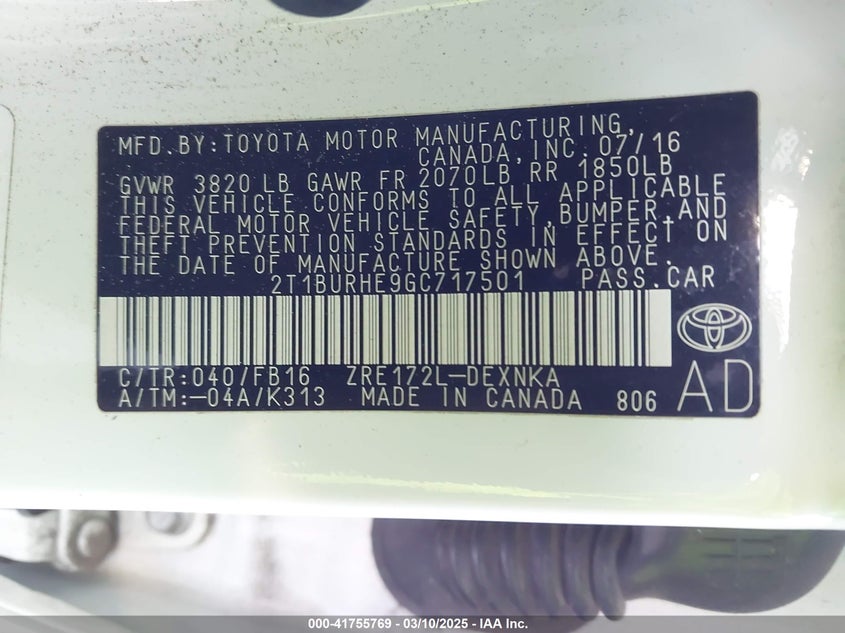 MFD.BY:TOYOTA MOTOR MANUFACTURING,
CANADA,INC. 07/16
GVWR 3820 LB GAWR FR 2070LB RR 1850LB
THIS VEHICLE CONFORMS TO ALL APPLICABLE
FEDERAL MOTOR VEHICLE SAFETY,BUMPER,AND
THEFT PREVENTION STANDARDS IN EFFECT ON
THE DATE OF MANUFACTURE SHOWN ABOVE.
2T1BURHE9GC717501 PASS.CAR
C/TR:040/FB16 ZRE172L-DEXNKA
A/TM:-04A/K313 MADE IN CANADA 806 AD
000-41755769 - 03/10/2025 - IAA Inc.